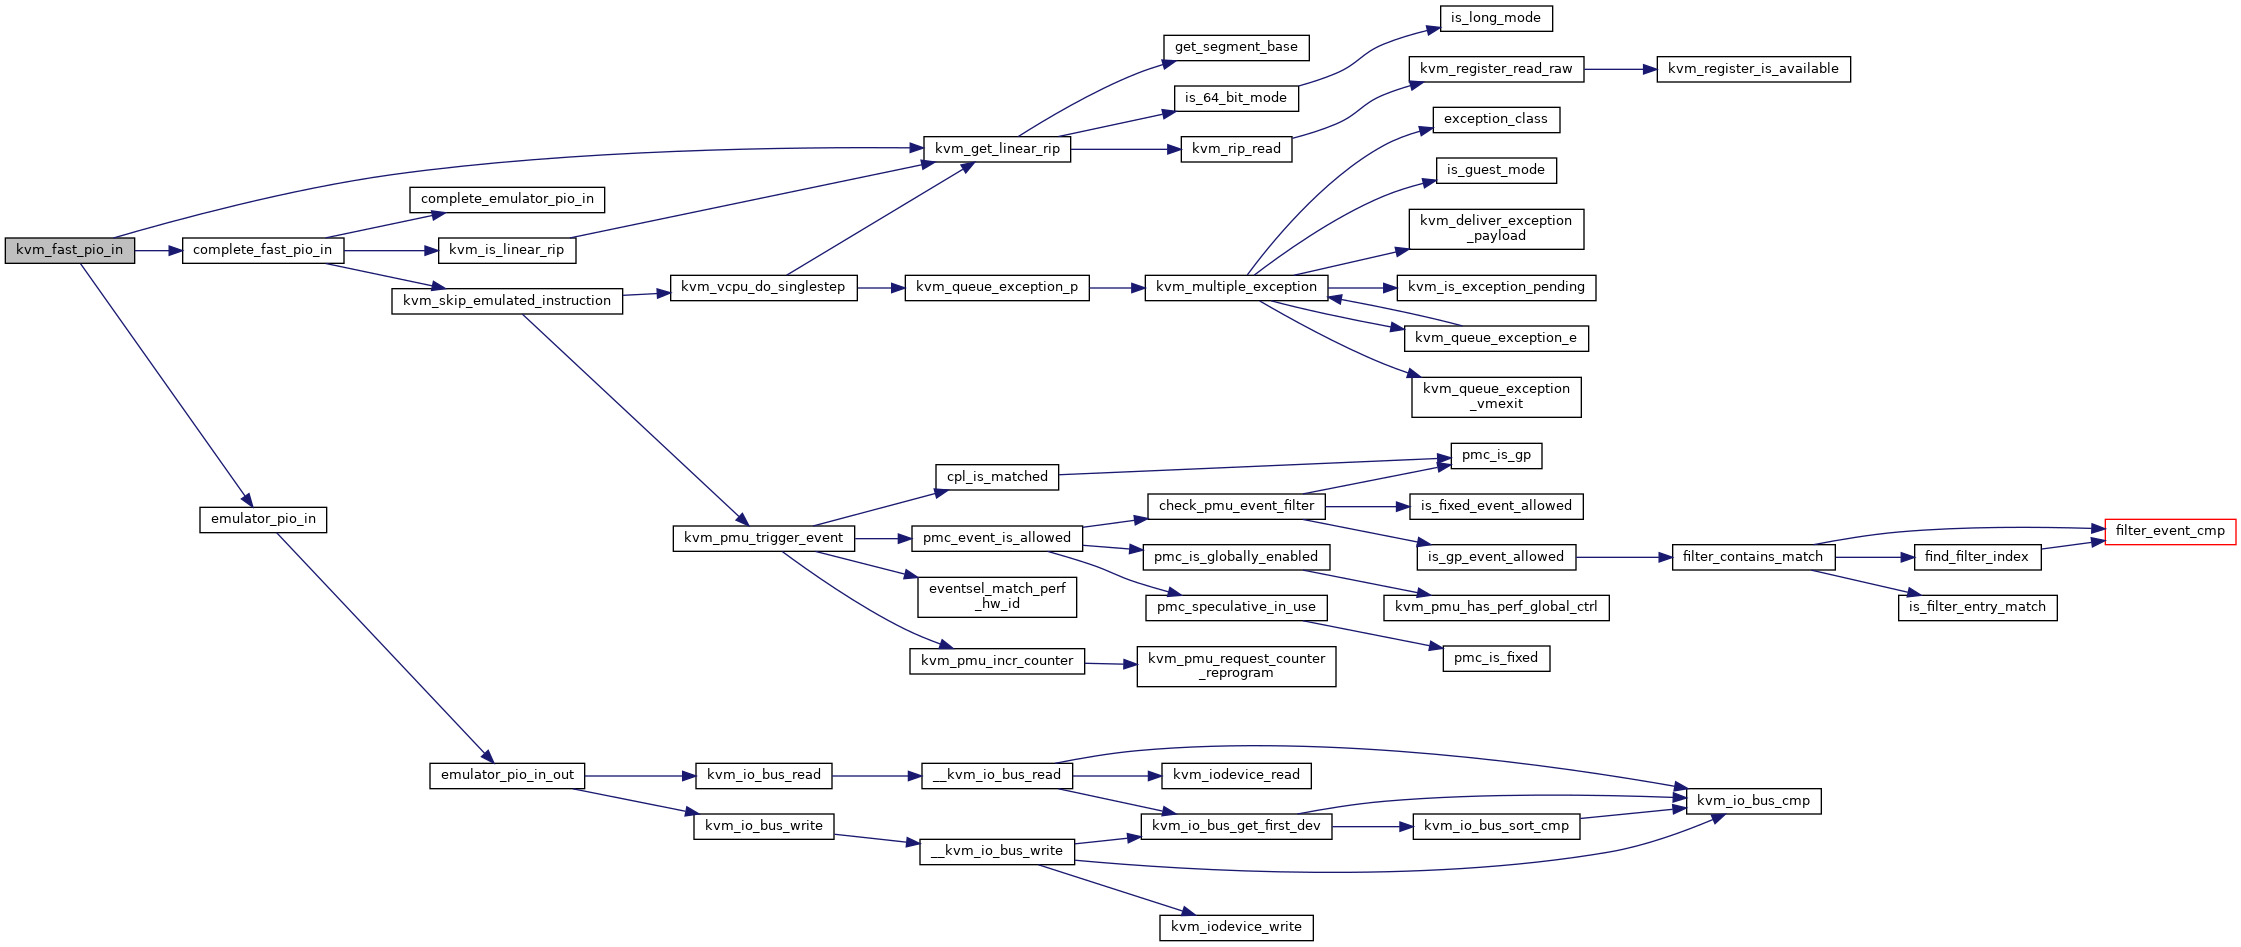 kvm_fast_pio_in
complete_fast_pio_in
emulator_pio_in
complete_emulator_pio_in
kvm_is_linear_rip
kvm_skip_emulated_instruction
emulator_pio_in_out
kvm_vcpu_do_singlestep
kvm_pmu_trigger_event
kvm_io_bus_read
kvm_io_bus_write
kvm_get_linear_rip
kvm_queue_exception_p
cpl_is_matched
pmc_event_is_allowed
eventsel_match_perf
_hw_id
kvm_pmu_incr_counter
__kvm_io_bus_read
__kvm_io_bus_write
get_segment_base
is_64_bit_mode
kvm_rip_read
kvm_multiple_exception
check_pmu_event_filter
pmc_is_globally_enabled
pmc_speculative_in_use
kvm_pmu_request_counter
_reprogram
kvm_iodevice_read
kvm_io_bus_get_first_dev
kvm_iodevice_write
is_long_mode
kvm_register_read_raw
exception_class
is_guest_mode
kvm_deliver_exception
_payload
kvm_is_exception_pending
kvm_queue_exception_e
kvm_queue_exception
_vmexit
pmc_is_gp
is_fixed_event_allowed
is_gp_event_allowed
kvm_pmu_has_perf_global_ctrl
pmc_is_fixed
kvm_io_bus_sort_cmp
kvm_register_is_available
filter_contains_match
kvm_io_bus_cmp
find_filter_index
is_filter_entry_match
filter_event_cmp